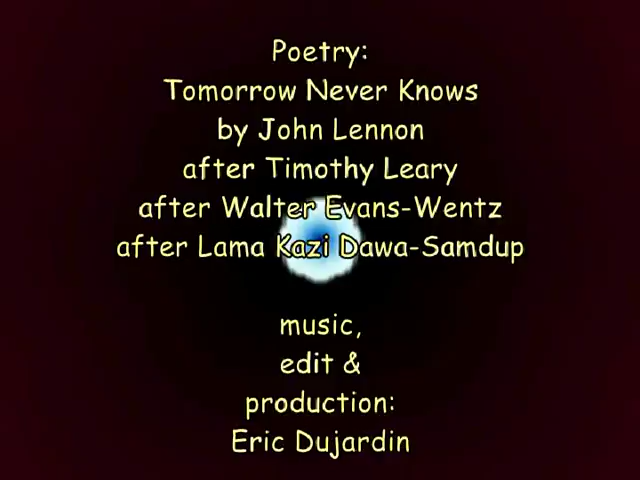 Poetry:
Tomorrow Never Knows
by John Lennon
after Timothy Leary
after Walter Evans-Wentz
after Lama Kazi Dawa-Samdup
music,
edit &
production:
Eric Dujardin